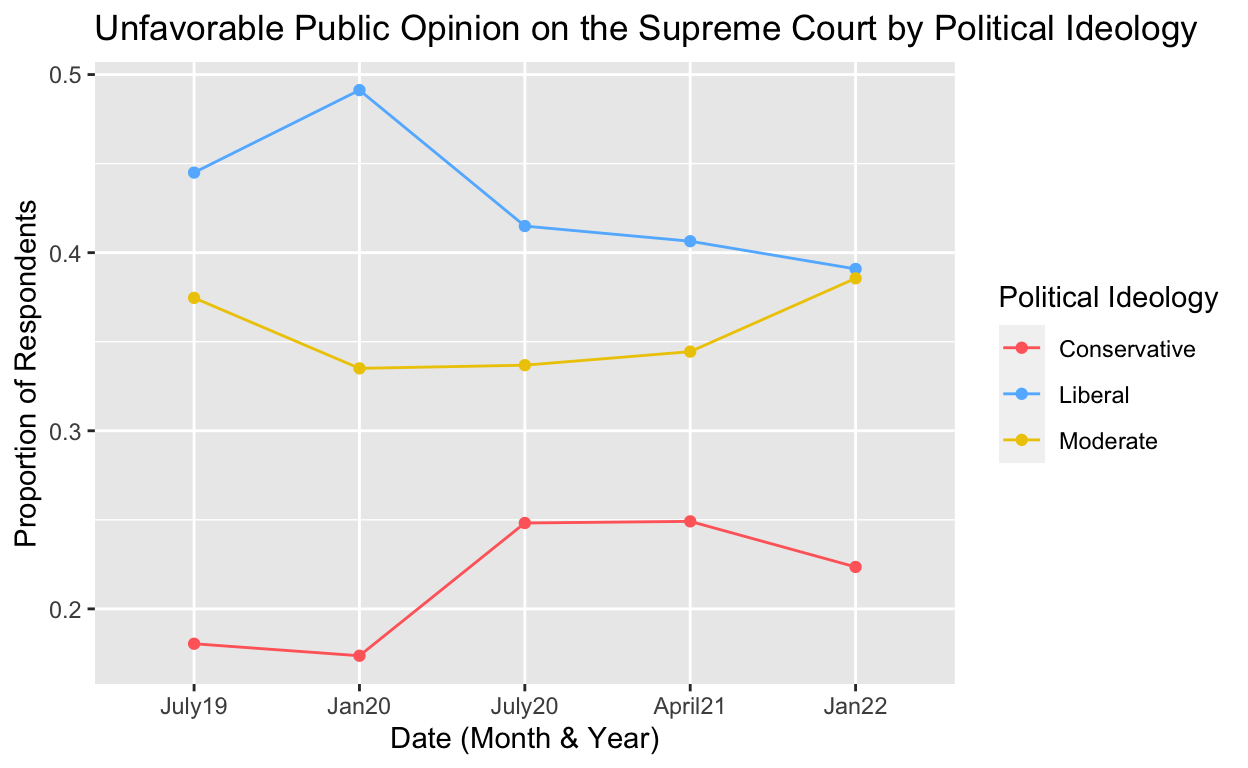 Unfavorable Public Opinion on the Supreme Court by Political Ideology
0.5
0.4
0.3
0.2
Proportion of Respondents
July19
Jan20
July20
April21
Jan22
Date (Month & Year)
Political Ideology
Conservative
Liberal
Moderate